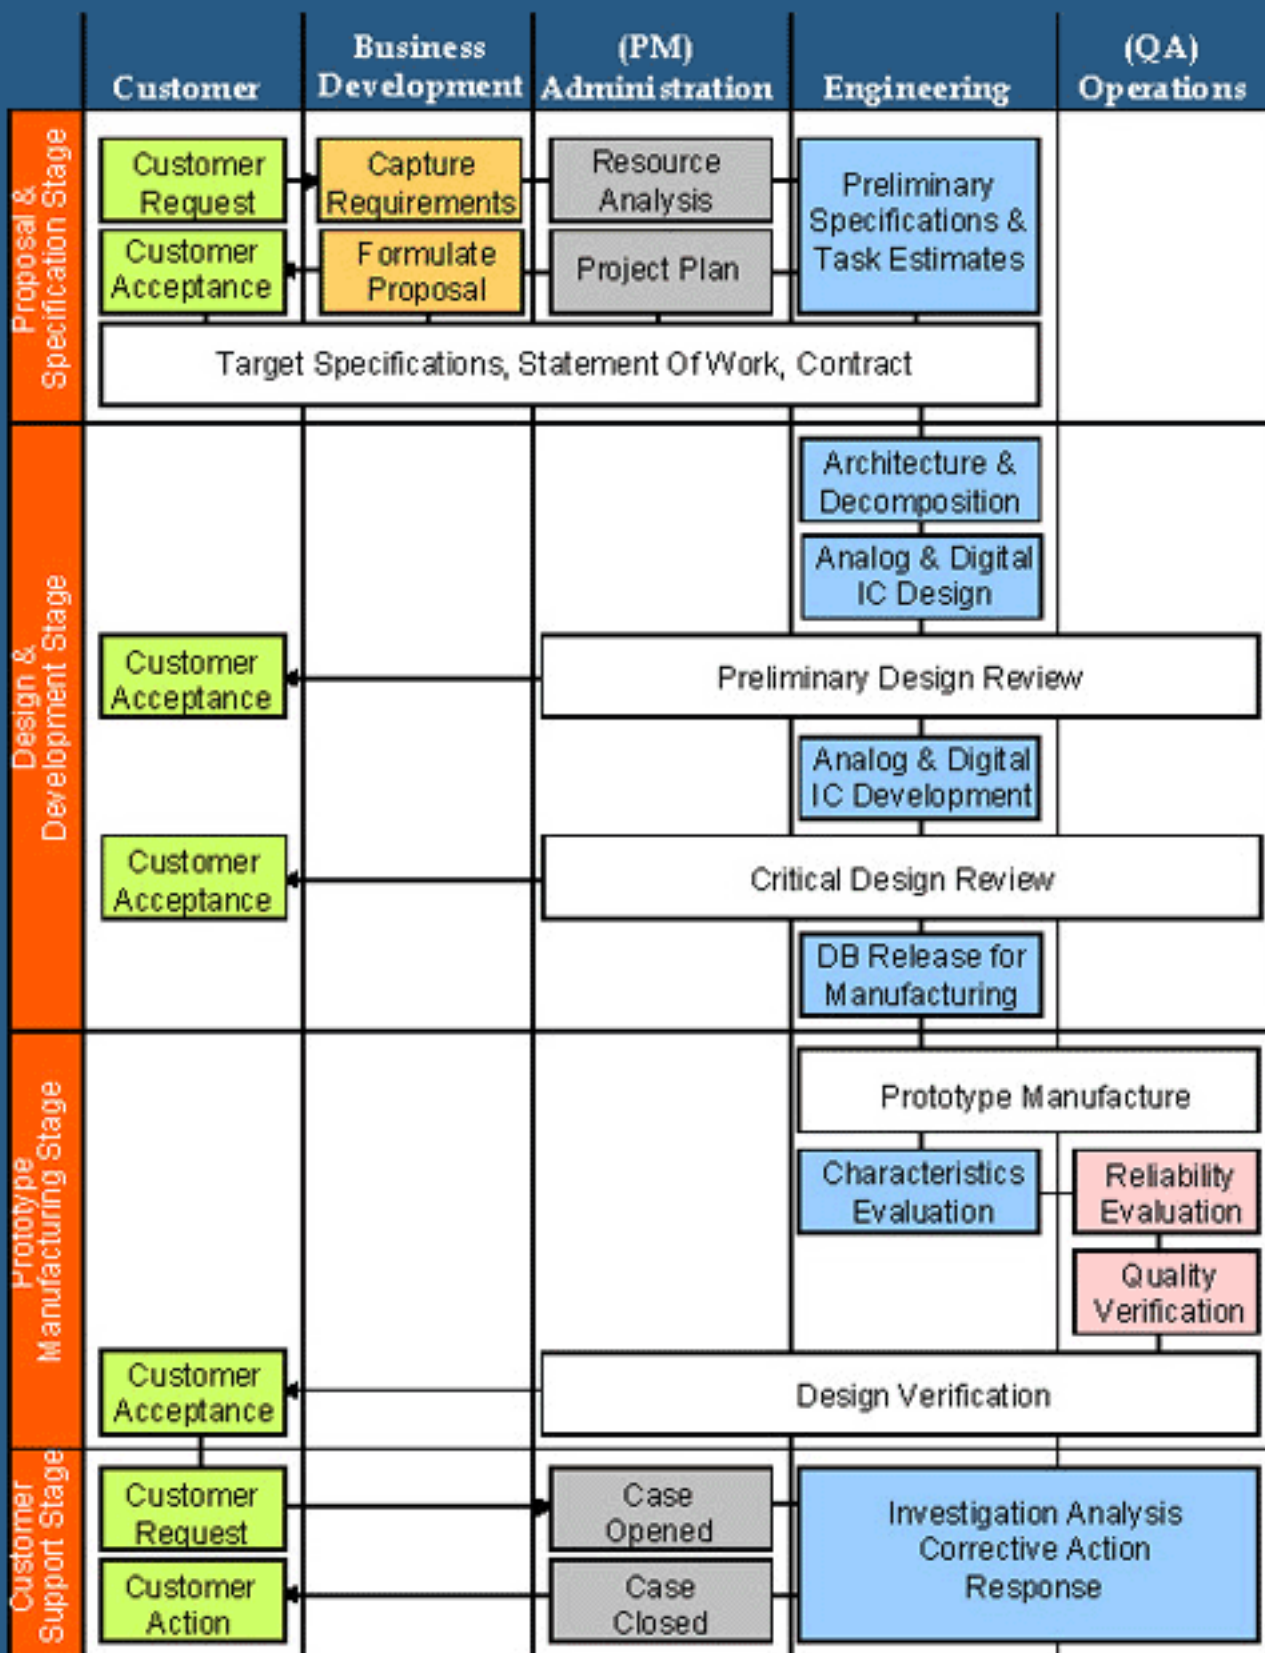 Customer
Business
Development
(PM)
Administration
Engineering
(QA)
Operations
Proposal &
Specification Stage
Customer
Request
Capture
Requirements
Resource
Analysis
Preliminary
Specifications &
Task Estimates
Customer
Acceptance
Formulate
Proposal
Project Plan
Target Specifications, Statement Of Work, Contract
Design &
Development Stage
Architecture &
Decomposition
Analog & Digital
IC Design
Customer
Acceptance
Preliminary Design Review
Analog & Digital
IC Development
Customer
Acceptance
Critical Design Review
DB Release for
Manufacturing
Prototype
Manufacturing Stage
Prototype Manufacture
Characteristics
Evaluation
Reliability
Evaluation
Quality
Verification
Customer
Acceptance
Design Verification
Customer
Support Stage
Customer
Request
Case
Opened
Investigation Analysis
Corrective Action
Response
Customer
Action
Case
Closed